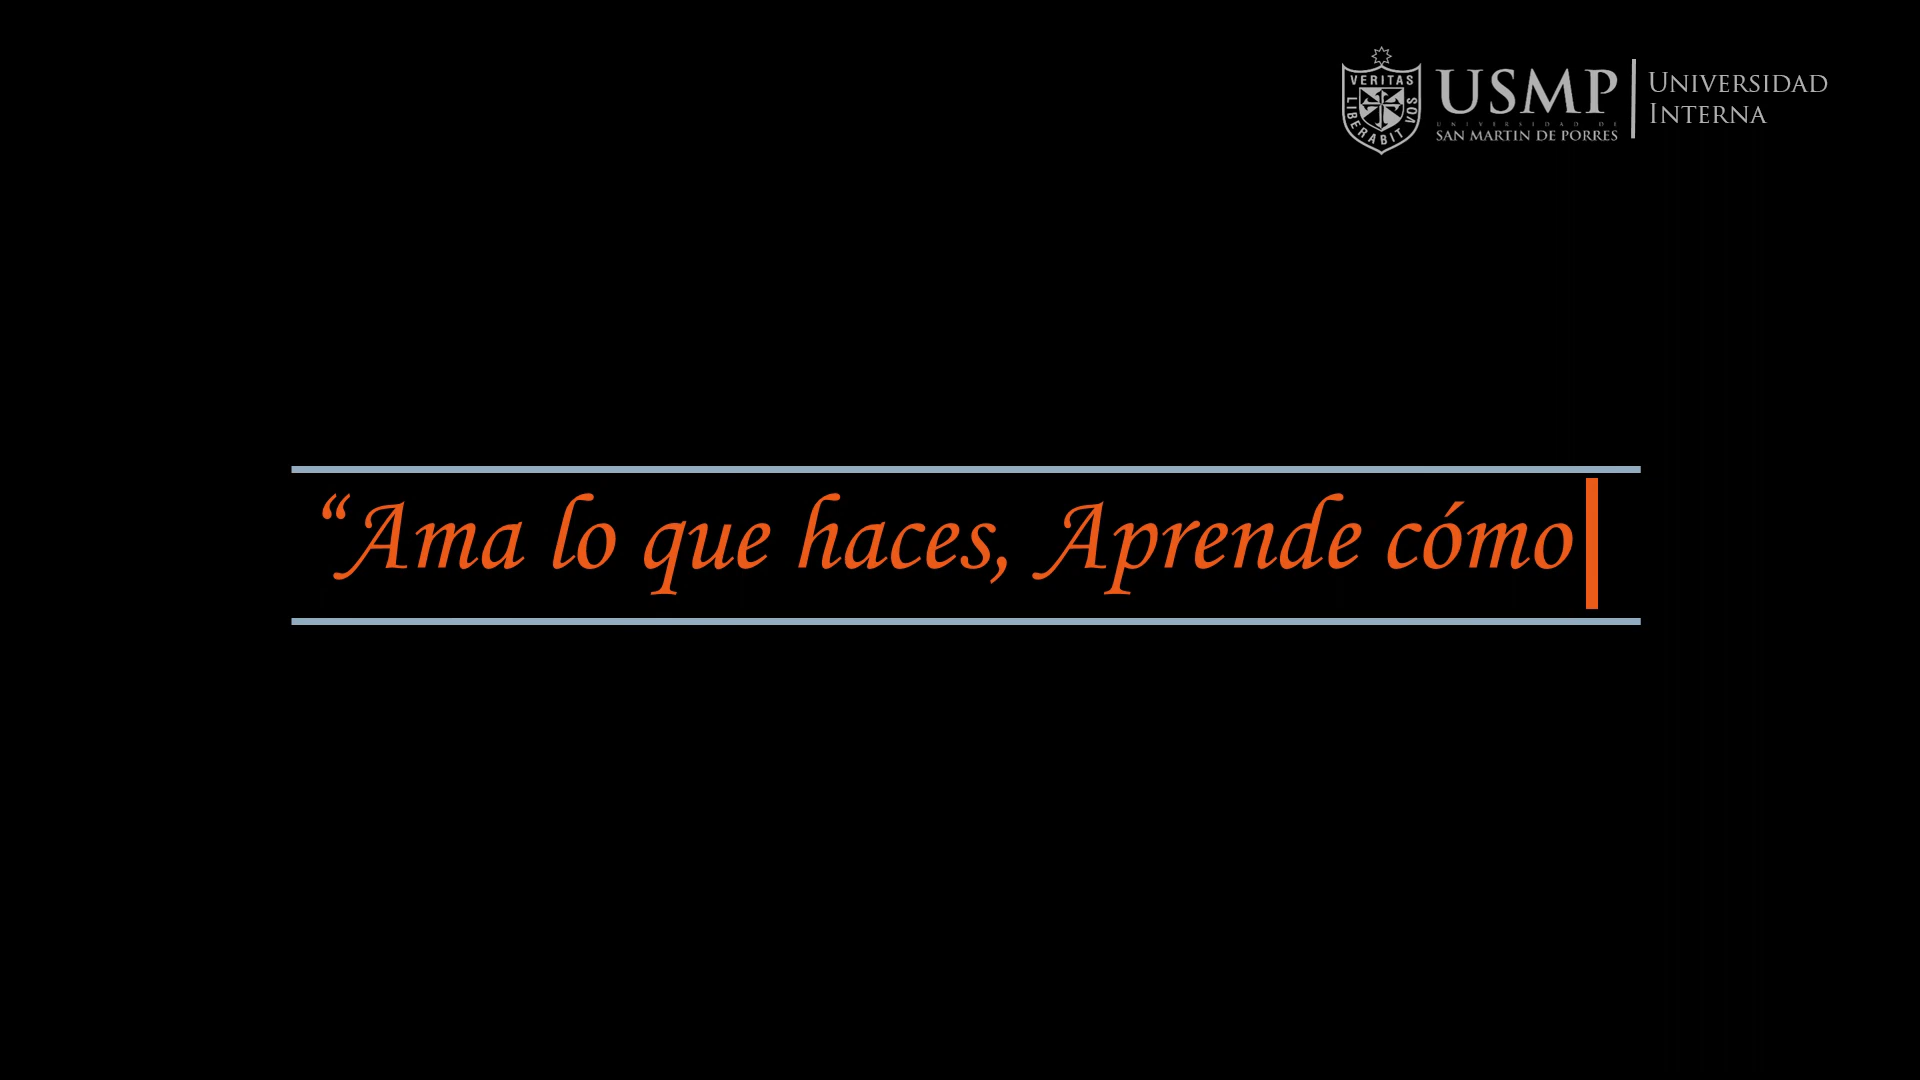 VERITAS
LIBERABIT VOS
USMP
UNIVERSIDAD DE
SAN MARTIN DE PORRES
UNIVERSIDAD
INTERNA
“Ama lo que haces, Aprende cómo